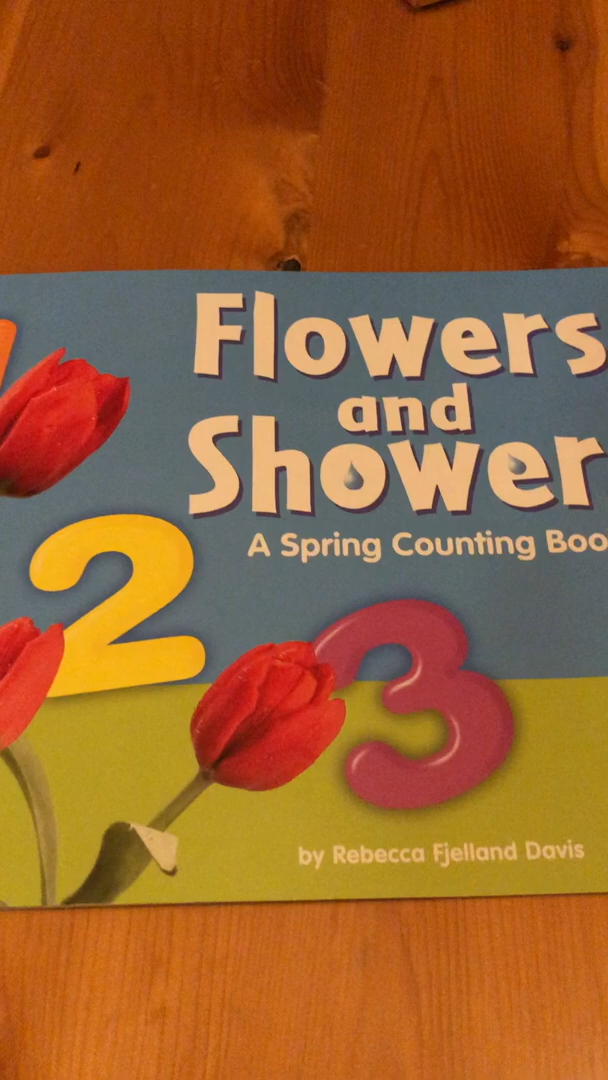 Flowers
and
Shower
A Spring Counting Boo
2
3
by Rebecca Fjelland Davis